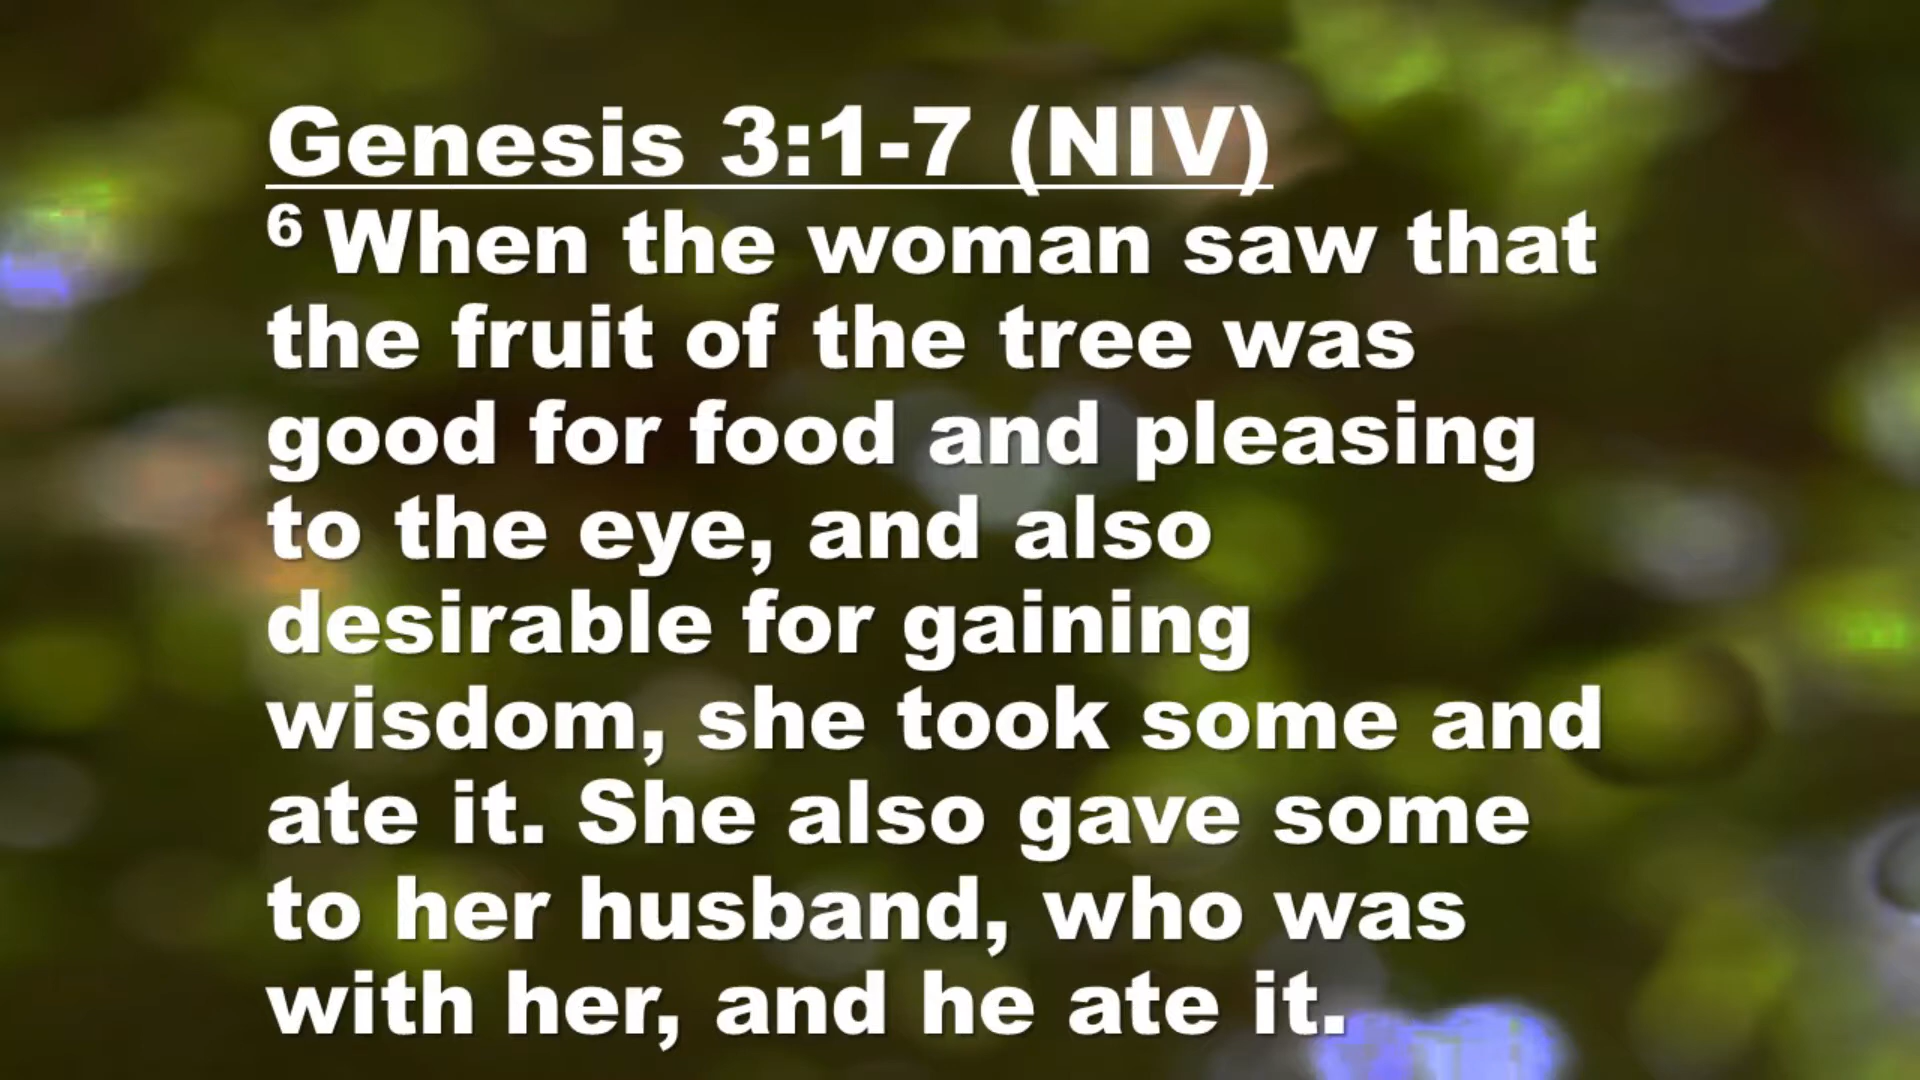 Genesis 3:1-7 (NIV)
6 When the woman saw that
the fruit of the tree was
good for food and pleasing
to the eye, and also
desirable for gaining
wisdom, she took some and
ate it. She also gave some
to her husband, who was
with her, and he ate it.